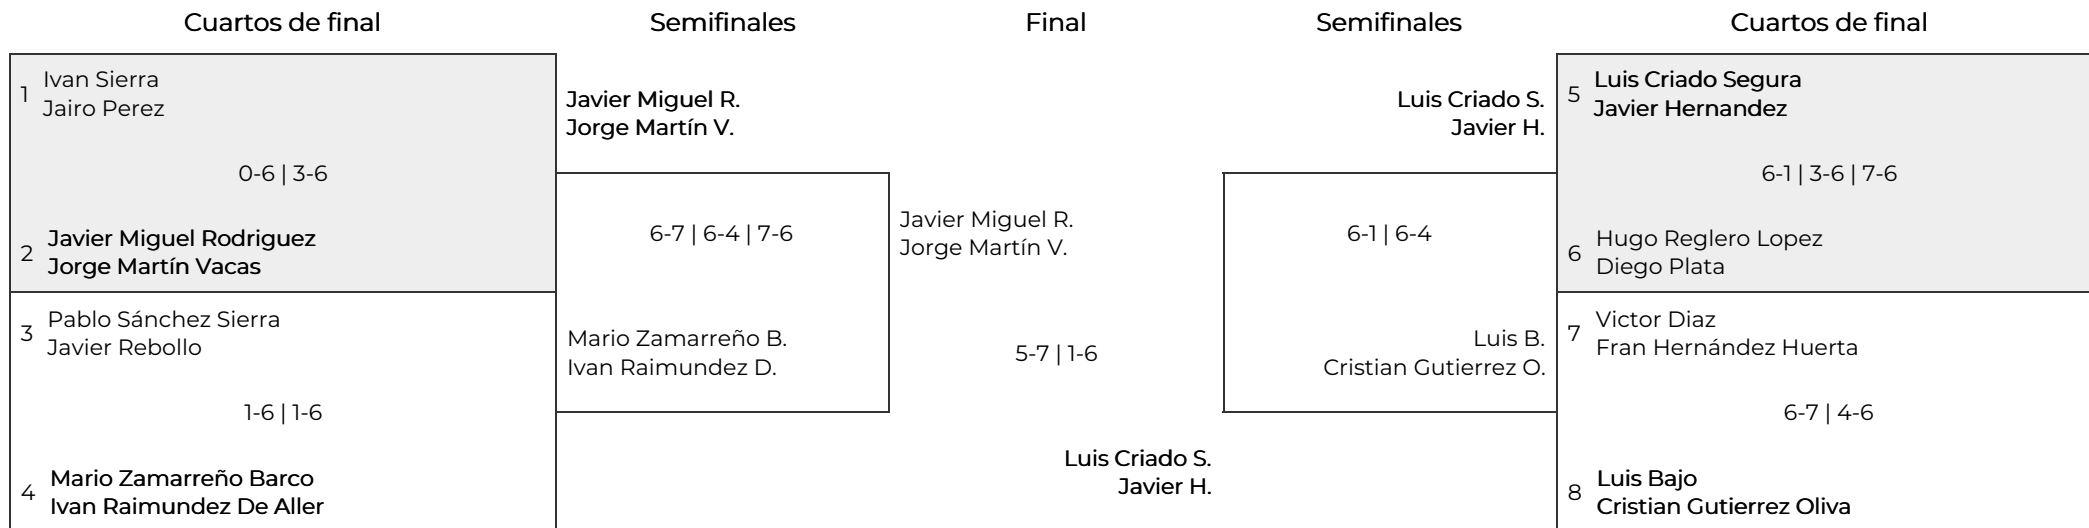 Cuartos de final
Semifinales
Final
Semifinales
Cuartos de final
1
Ivan Sierra
Jairo Perez
0-6 | 3-6
2
Javier Miguel Rodriguez
Jorge Martín Vacas
3
Pablo Sánchez Sierra
Javier Rebollo
1-6 | 1-6
4
Mario Zamarreño Barco
Ivan Raimundez De Aller
Javier Miguel R.
Jorge Martín V.
6-7 | 6-4 | 7-6
Mario Zamarreño B.
Ivan Raimundez D.
Javier Miguel R.
Jorge Martín V.
5-7 | 1-6
Luis Criado S.
Javier H.
Luis Criado S.
Javier H.
6-1 | 6-4
Luis B.
Cristian Gutierrez O.
5
Luis Criado Segura
Javier Hernandez
6-1 | 3-6 | 7-6
6
Hugo Reglero Lopez
Diego Plata
7
Victor Diaz
Fran Hernández Huerta
6-7 | 4-6
8
Luis Bajo
Cristian Gutierrez Oliva